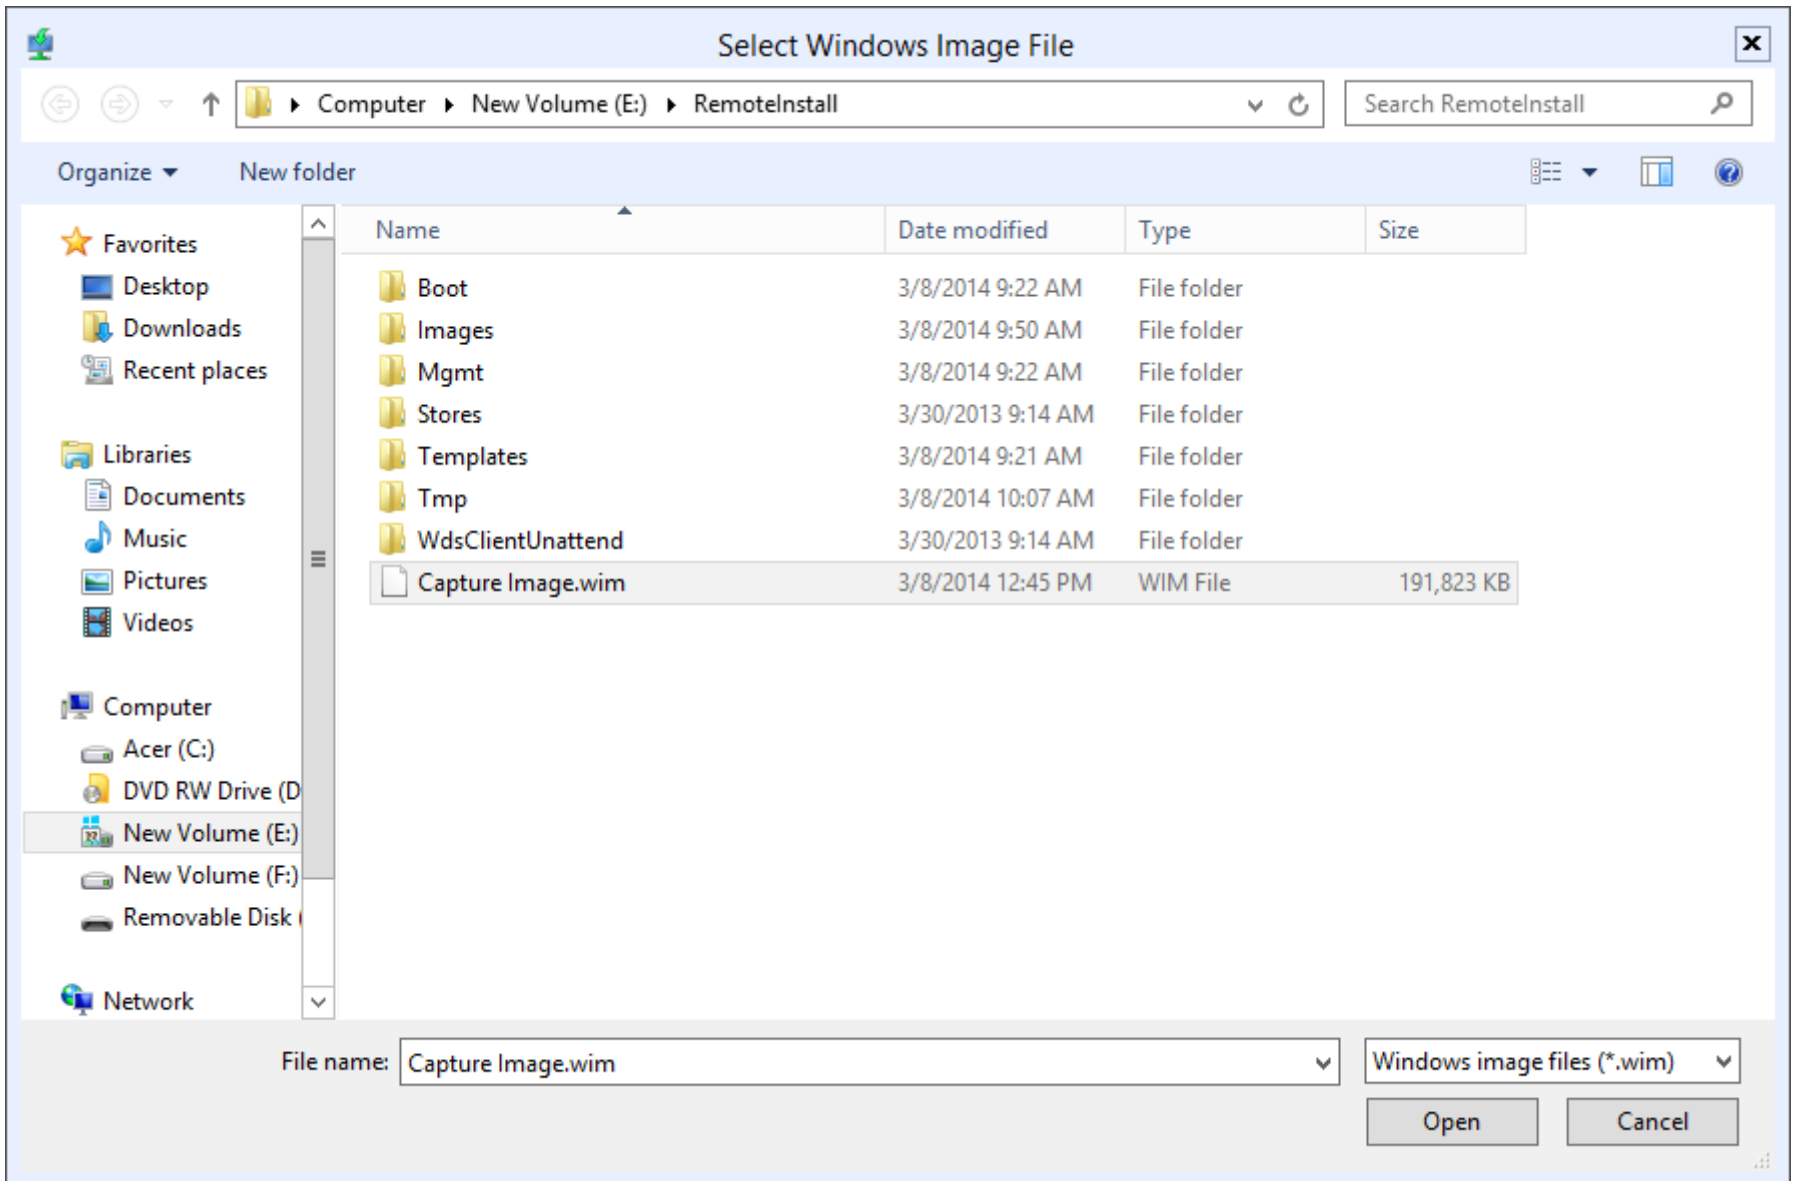 Select Windows Image File
Computer New Volume (E:) RemoteInstall
Search RemoteInstall
Organize New folder
Name Date modified Type Size
Favorites
Desktop
Downloads
Recent places
Libraries
Documents
Music
Pictures
Videos
Computer
Acer (C:)
DVD RW Drive (D
New Volume (E:)
New Volume (F:)
Removable Disk (
Network
Boot 3/8/2014 9:22 AM File folder
Images 3/8/2014 9:50 AM File folder
Mgmt 3/8/2014 9:22 AM File folder
Stores 3/30/2013 9:14 AM File folder
Templates 3/8/2014 9:21 AM File folder
Tmp 3/8/2014 10:07 AM File folder
WdsClientUnattend 3/30/2013 9:14 AM File folder
Capture Image.wim 3/8/2014 12:45 PM WIM File 191,823 KB
File name: Capture Image.wim
Windows image files (*.wim)
Open Cancel